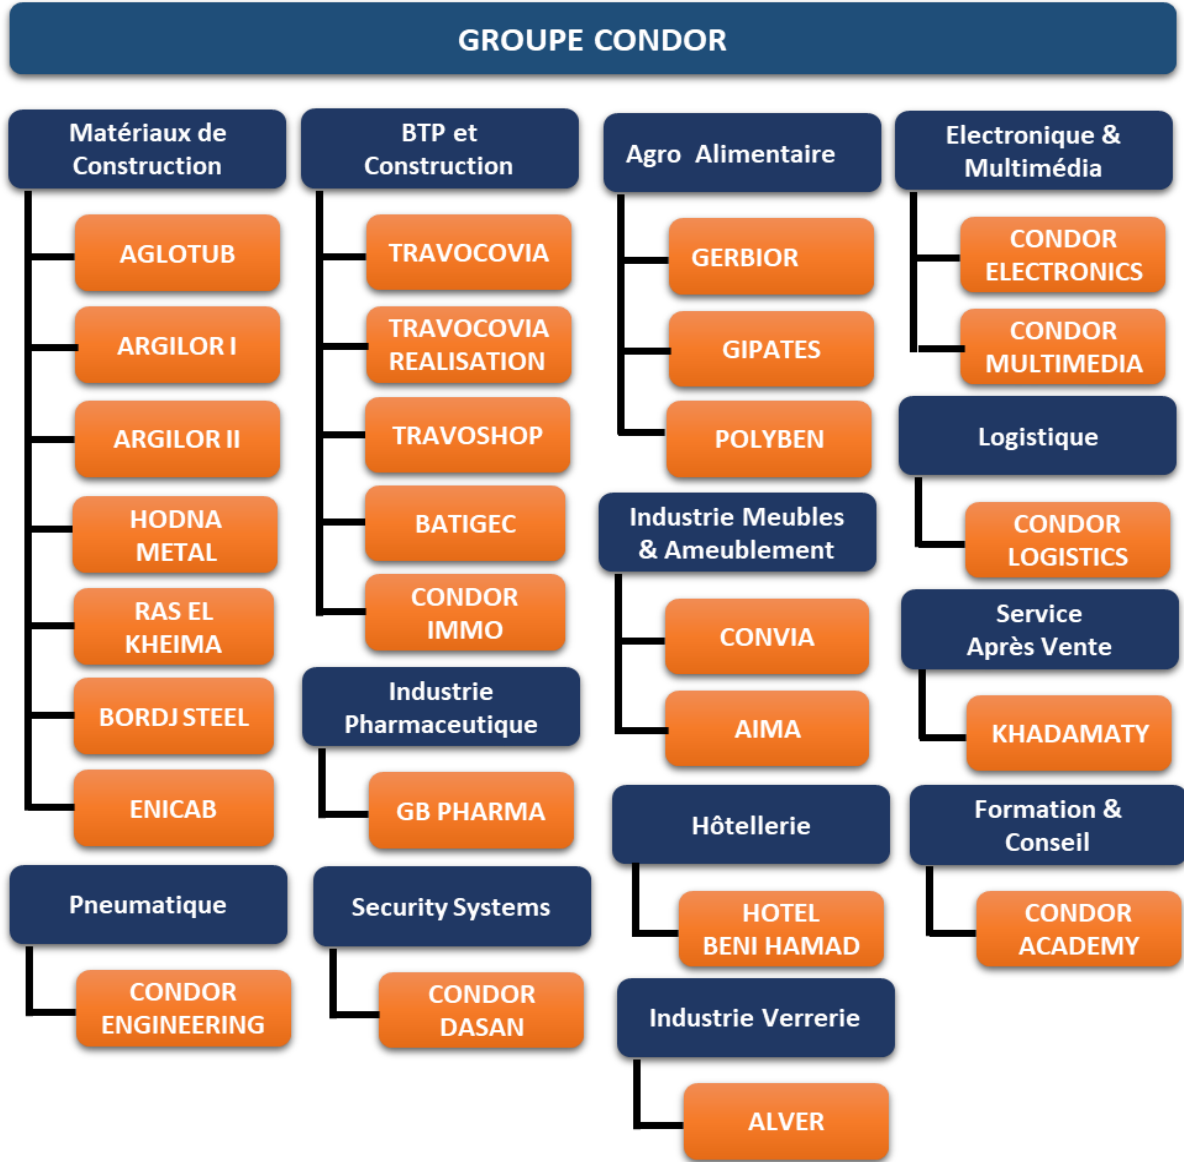 GROUPE CONDOR
Matériaux de
Construction
AGLOTUB
ARGILOR I
ARGILOR II
HODNA
METAL
RAS EL
KHEIMA
BORDJ STEEL
ENICAB
Pneumatique
CONDOR
ENGINEERING
BTP et
Construction
TRAVOCOVIA
TRAVOCOVIA
REALISATION
TRAVOSHOP
BATIGEC
CONDOR
IMMO
Industrie
Pharmaceutique
GB PHARMA
Security Systems
CONDOR
DASAN
Agro Alimentaire
GERBIOR
GIPATES
POLYBEN
Industrie Meubles
& Ameublement
CONVIA
AIMA
Hôtellerie
HOTEL
BENI HAMAD
Industrie Verrerie
ALVER
Electronique &
Multimédia
CONDOR
ELECTRONICS
CONDOR
MULTIMEDIA
Logistique
CONDOR
LOGISTICS
Service
Après Vente
KHADAMATY
Formation &
Conseil
CONDOR
ACADEMY